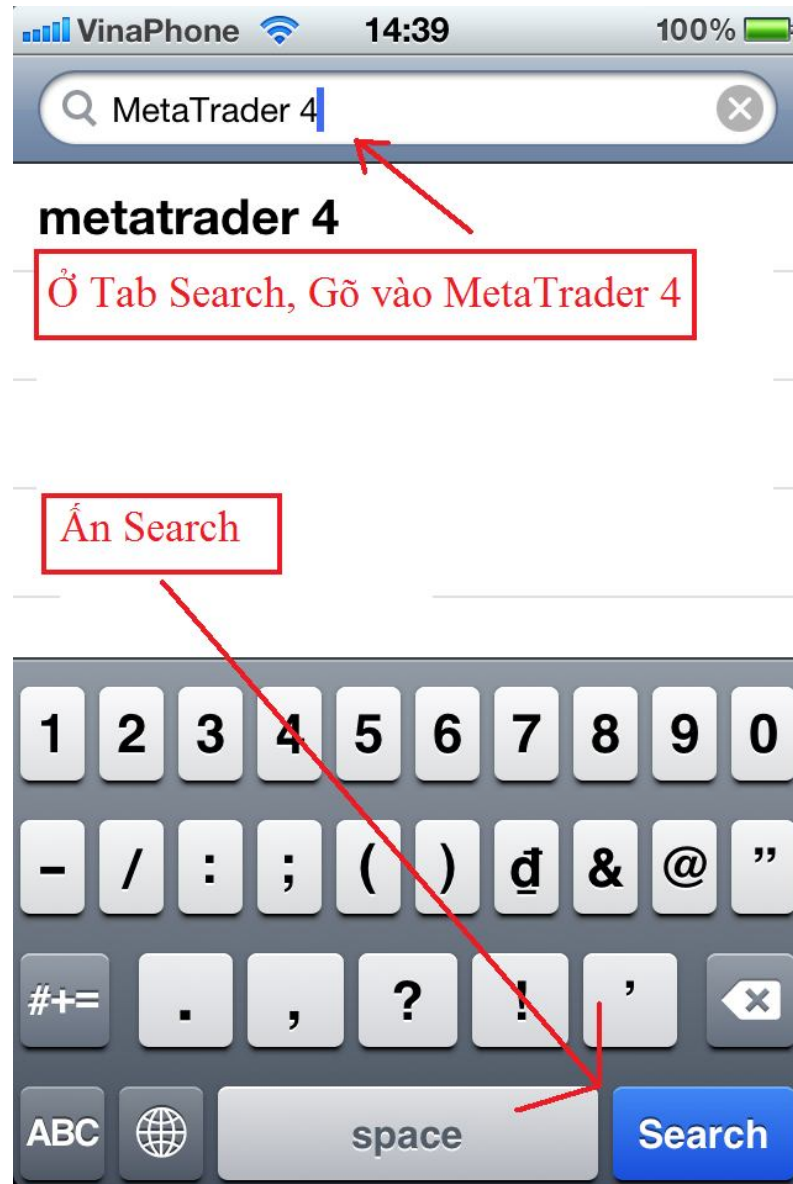 VinaPhone 14:39 100%
MetaTrader 4
metatrader 4
Ở Tab Search, Gõ vào MetaTrader 4
Ấn Search
1 2 3 4 5 6 7 8 9 0
- / : ; ( ) ₫ & @ ”
#+= . , ? ! ’
ABC space Search